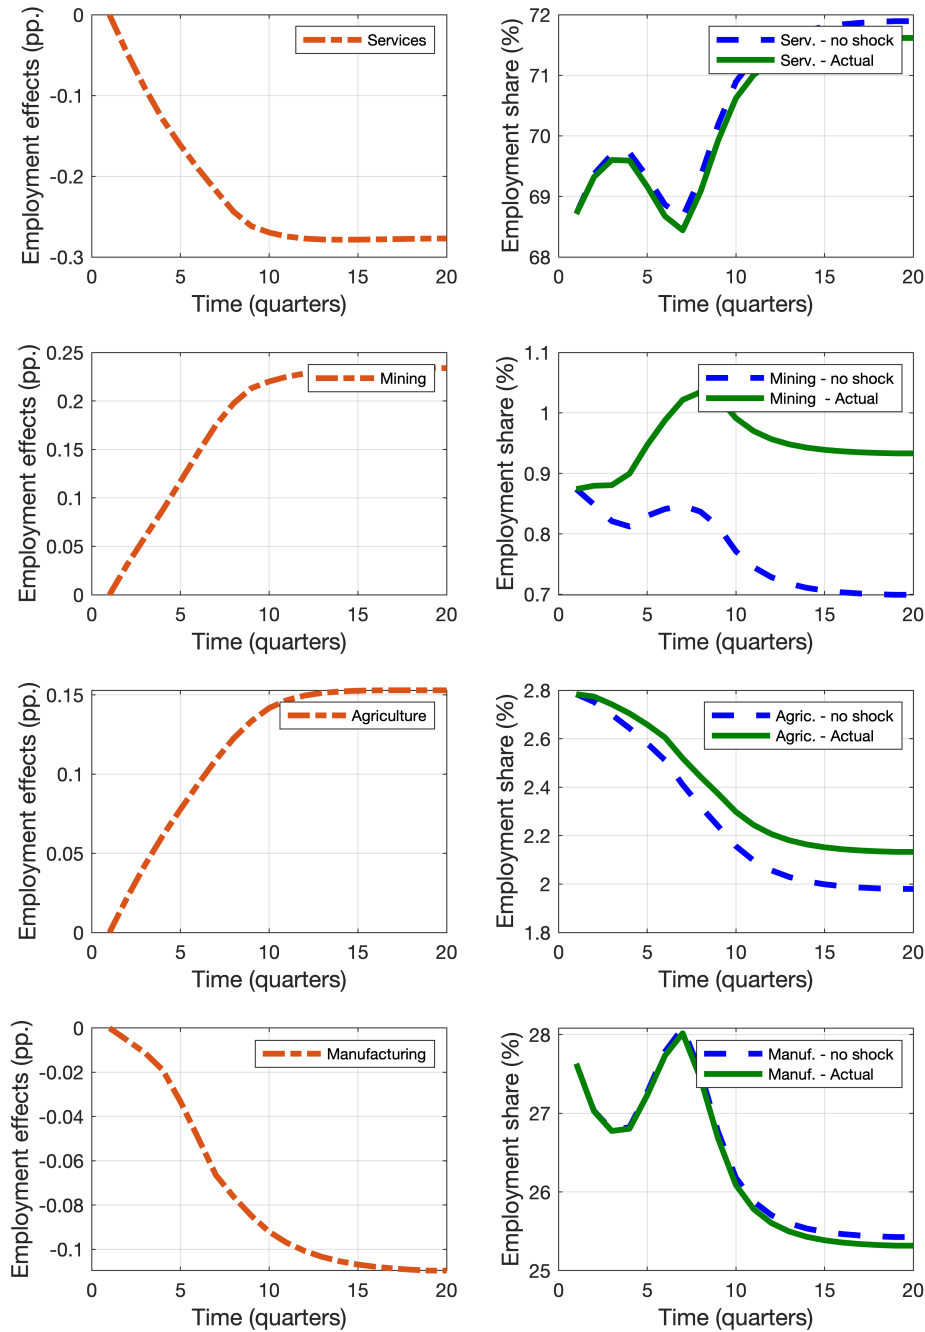 Employment effects (pp.)
0
-0.1
-0.2
-0.3
Services
0
5
10
15
20
Time (quarters)
Employment share (%)
72
71
70
69
68
Serv. - no shock
Serv. - Actual
0
5
10
15
20
Time (quarters)
Employment effects (pp.)
0.25
0.2
0.15
0.1
0.05
0
Mining
0
5
10
15
20
Time (quarters)
Employment share (%)
1.1
1
0.9
0.8
0.7
Mining - no shock
Mining - Actual
0
5
10
15
20
Time (quarters)
Employment effects (pp.)
0.15
0.1
0.05
0
Agriculture
0
5
10
15
20
Time (quarters)
Employment share (%)
2.8
2.6
2.4
2.2
2
1.8
Agric. - no shock
Agric. - Actual
0
5
10
15
20
Time (quarters)
Employment effects (pp.)
0
-0.02
-0.04
-0.06
-0.08
-0.1
Manufacturing
0
5
10
15
20
Time (quarters)
Employment share (%)
28
27
26
25
Manuf. - no shock
Manuf. - Actual
0
5
10
15
20
Time (quarters)